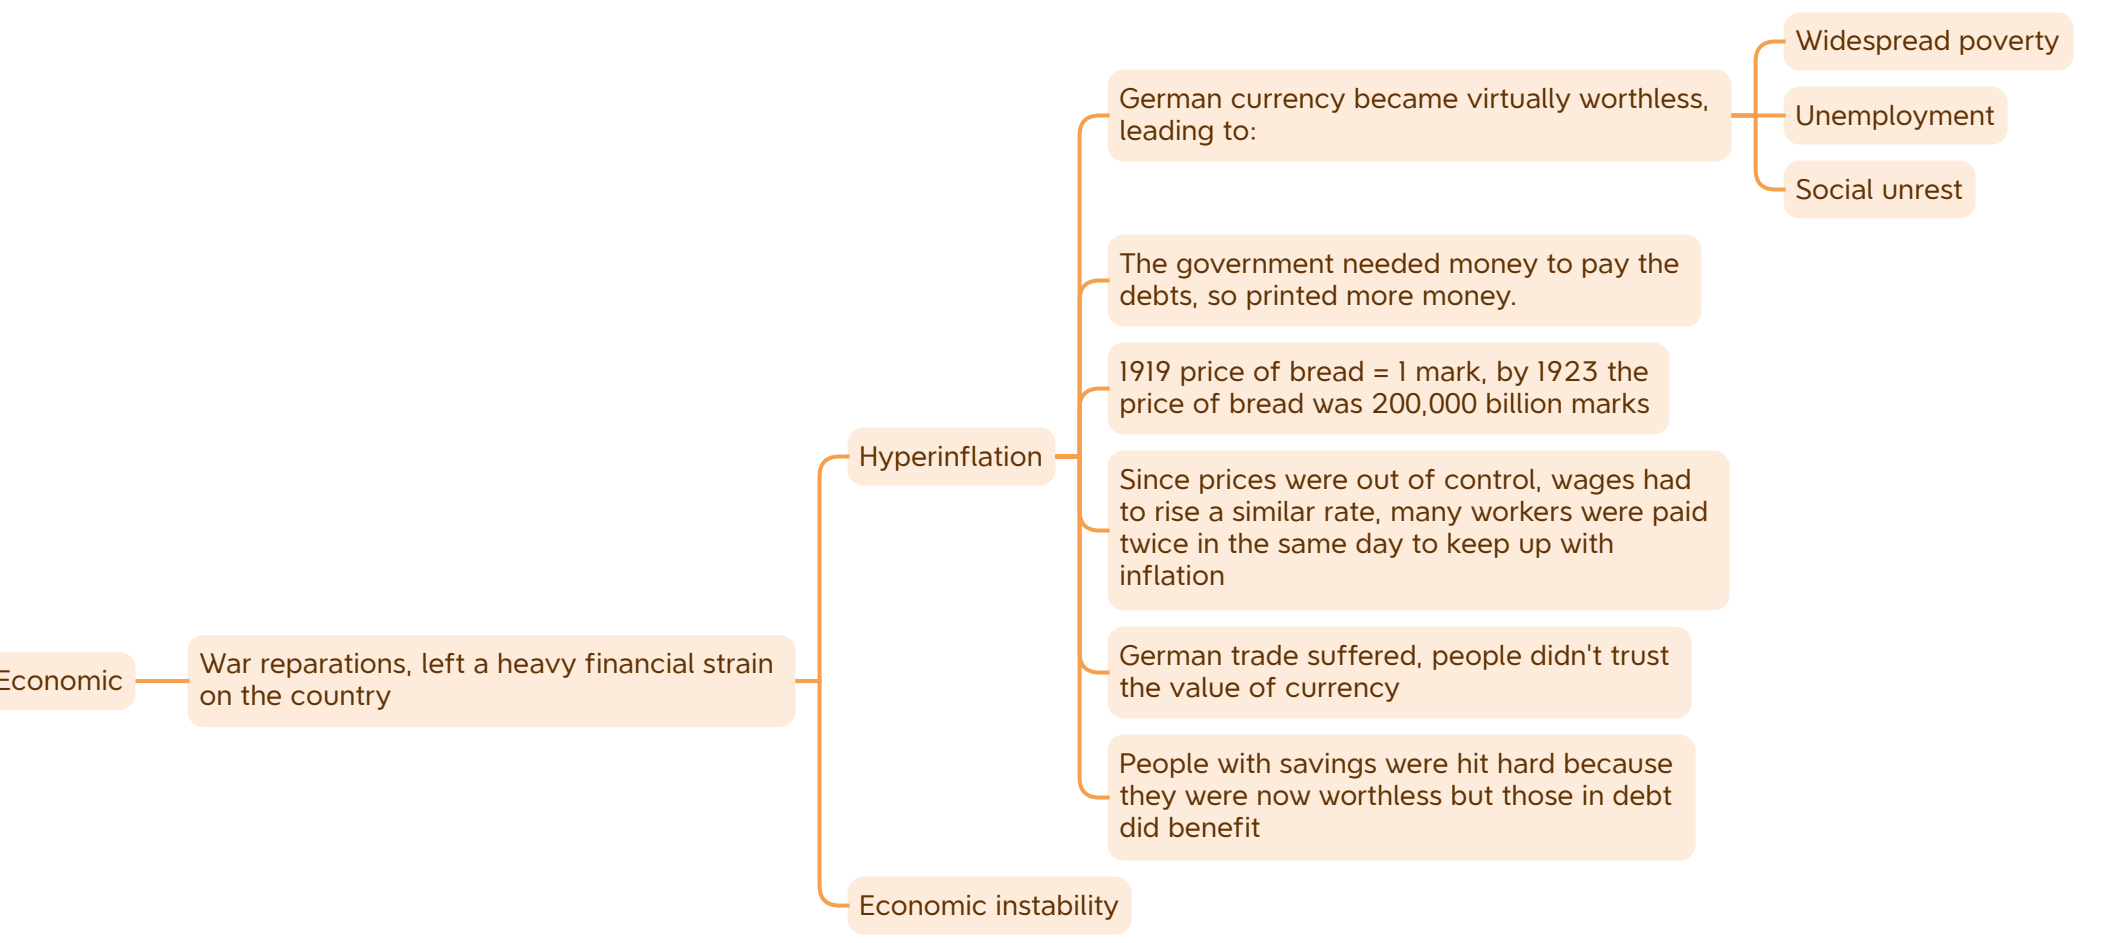 Widespread poverty
German currency became virtually worthless,
leading to:
Unemployment
Social unrest
The government needed money to pay the
debts, so printed more money.
1919 price of bread = 1 mark, by 1923 the
price of bread was 200,000 billion marks
Hyperinflation
Since prices were out of control, wages had
to rise a similar rate, many workers were paid
twice in the same day to keep up with
inflation
Economic
War reparations, left a heavy financial strain
on the country
German trade suffered, people didn't trust
the value of currency
People with savings were hit hard because
they were now worthless but those in debt
did benefit
Economic instability